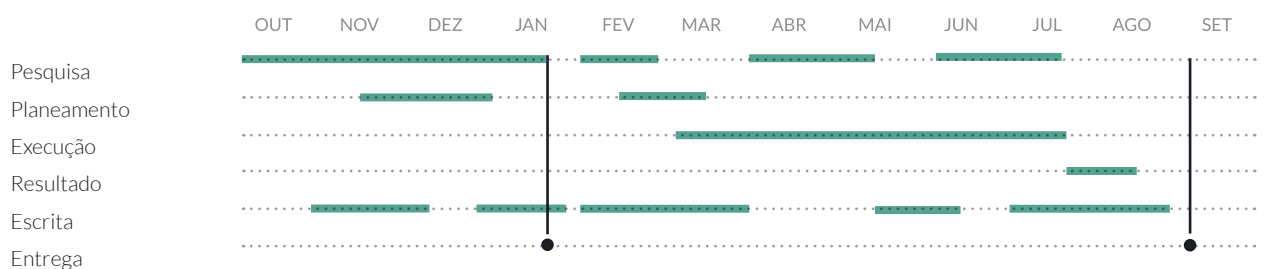 OUT NOV DEZ JAN FEV MAR ABR MAI JUN JUL AGO SET
Pesquisa
Planeamento
Execução
Resultado
Escrita
Entrega